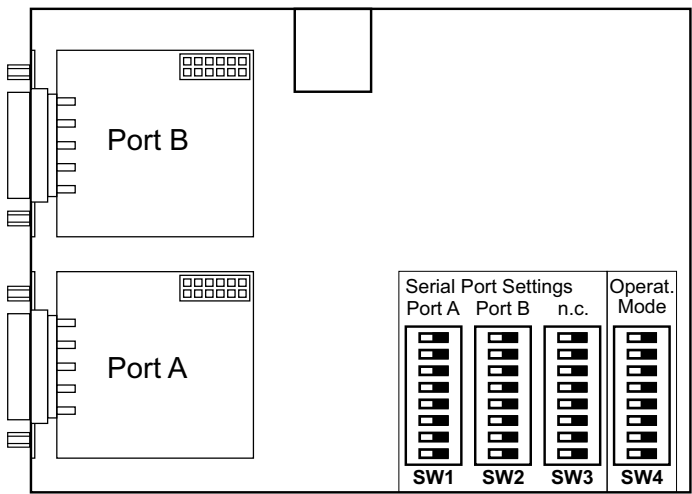 Port B
Port A
Serial Port Settings
Operat.
Mode
Port A Port B n.c.
SW1 SW2 SW3 SW4